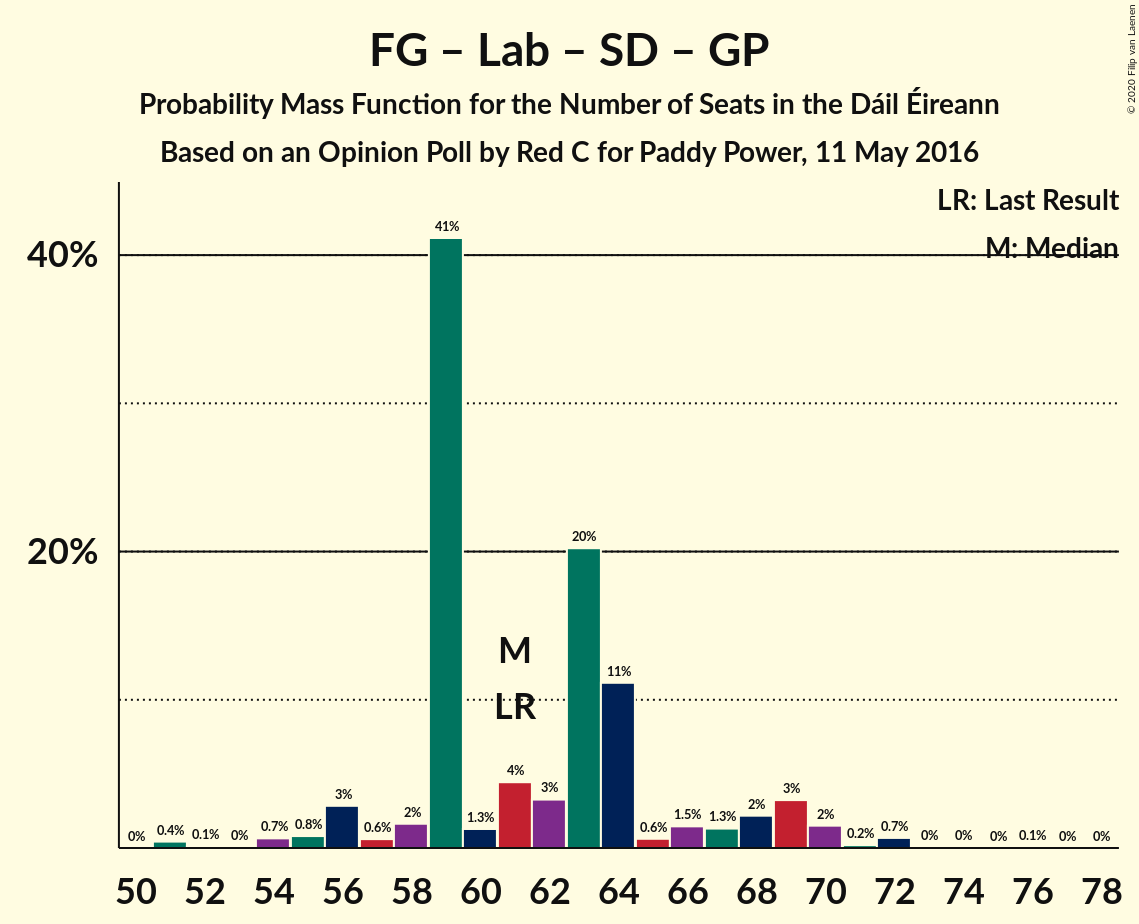 FG – Lab – SD – GP
Probability Mass Function for the Number of Seats in the Dáil Éireann
Based on an Opinion Poll by Red C for Paddy Power, 11 May 2016
© 2020 Filip van Laenen
LR: Last Result
M: Median
40%
20%
M
LR
0% 0.4% 0.1% 0% 0.7% 0.8% 3% 0.6% 2% 41% 1.3% 4% 3% 20% 11% 0.6% 1.5% 1.3% 2% 3% 2% 0.2% 0.7% 0% 0% 0% 0.1% 0% 0%
50 52 54 56 58 60 62 64 66 68 70 72 74 76 78